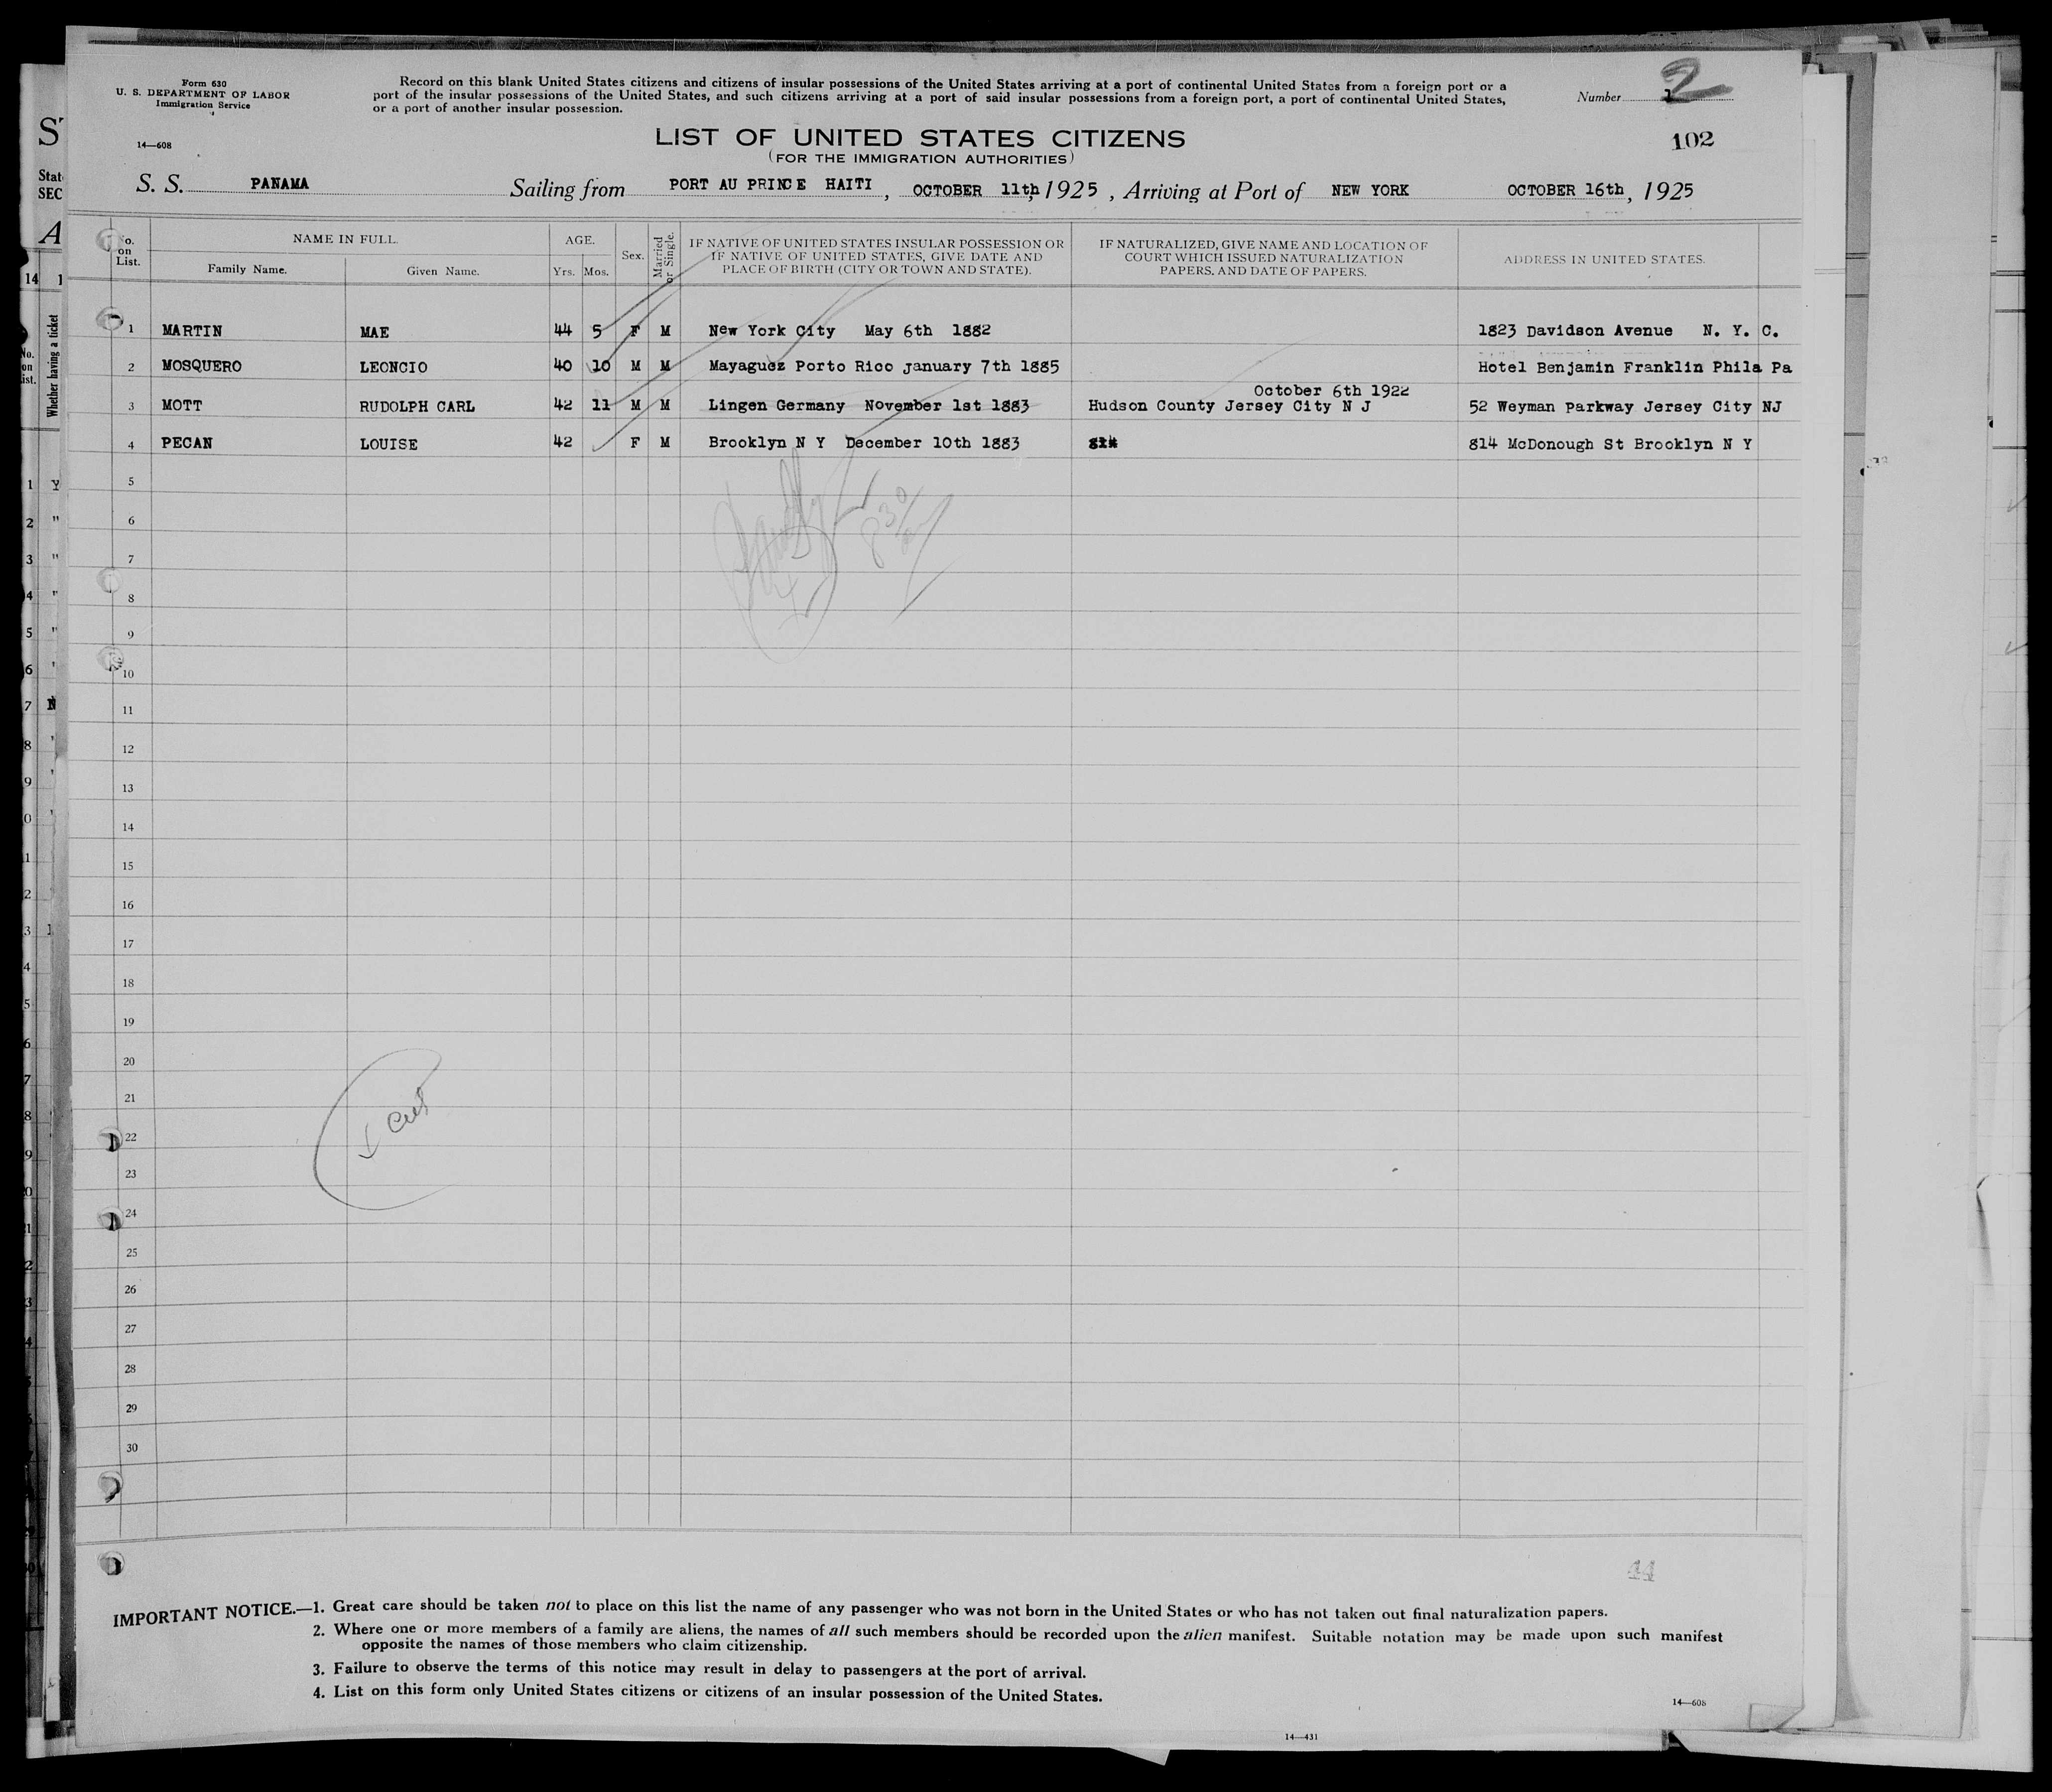 Form 630
U. S. DEPARTMENT OF LABOR
Immigration Service
14—608
Record on this blank United States citizens and citizens of insular possessions of the United States arriving at a port of continental United States from a foreign port or a
port of the insular possessions of the United States, and such citizens arriving at a port of said insular possessions from a foreign port, a port of continental United States,
or a port of another insular possession.
Number 2
LIST OF UNITED STATES CITIZENS
(FOR THE IMMIGRATION AUTHORITIES)
102
S. S. PANAMA Sailing from PORT AU PRINCE HAITI, OCTOBER 11th, 1925, Arriving at Port of NEW YORK OCTOBER 16th, 1925
No. on List. NAME IN FULL. Family Name. Given Name. AGE. Yrs. Mos. Sex. Married or Single. IF NATIVE OF UNITED STATES INSULAR POSSESSION OR IF NATIVE OF UNITED STATES, GIVE DATE AND PLACE OF BIRTH (CITY OR TOWN AND STATE). IF NATURALIZED, GIVE NAME AND LOCATION OF COURT WHICH ISSUED NATURALIZATION PAPERS, AND DATE OF PAPERS. ADDRESS IN UNITED STATES.
1 MARTIN MAE 44 5 F M New York City May 6th 1882 1823 Davidson Avenue N. Y. C.
2 MOSQUERO LEONCIO 40 10 M M Mayaguez Porto Rico January 7th 1885 Hotel Benjamin Franklin Phila Pa
October 6th 1922
3 MOTT RUDOLPH CARL 42 11 M M Lingen Germany November 1st 1883 Hudson County Jersey City N J 52 Weyman Parkway Jersey City NJ
4 PECAN LOUISE 42 F M Brooklyn N Y December 10th 1883 814 McDonough St Brooklyn N Y
5
6
7
8
9
10
11
12
13
14
15
16
17
18
19
20
21
22
23
24
25
26
27
28
29
30
44
IMPORTANT NOTICE.—1. Great care should be taken not to place on this list the name of any passenger who was not born in the United States or who has not taken out final naturalization papers.
2. Where one or more members of a family are aliens, the names of all such members should be recorded upon the alien manifest. Suitable notation may be made upon such manifest
opposite the names of those members who claim citizenship.
3. Failure to observe the terms of this notice may result in delay to passengers at the port of arrival.
4. List on this form only United States citizens or citizens of an insular possession of the United States.
14—608
14—431